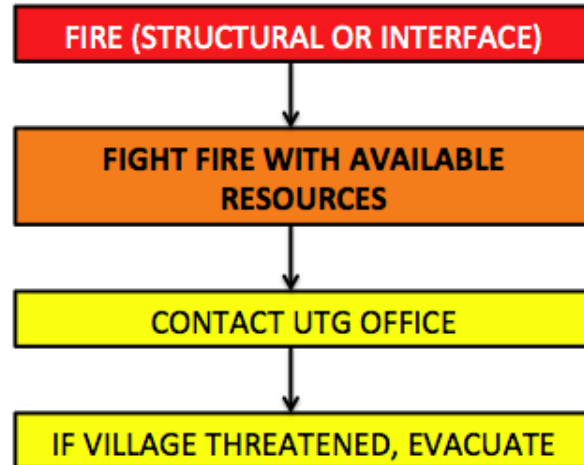 FIRE (STRUCTURAL OR INTERFACE)
FIGHT FIRE WITH AVAILABLE
RESOURCES
CONTACT UTG OFFICE
IF VILLAGE THREATENED, EVACUATE